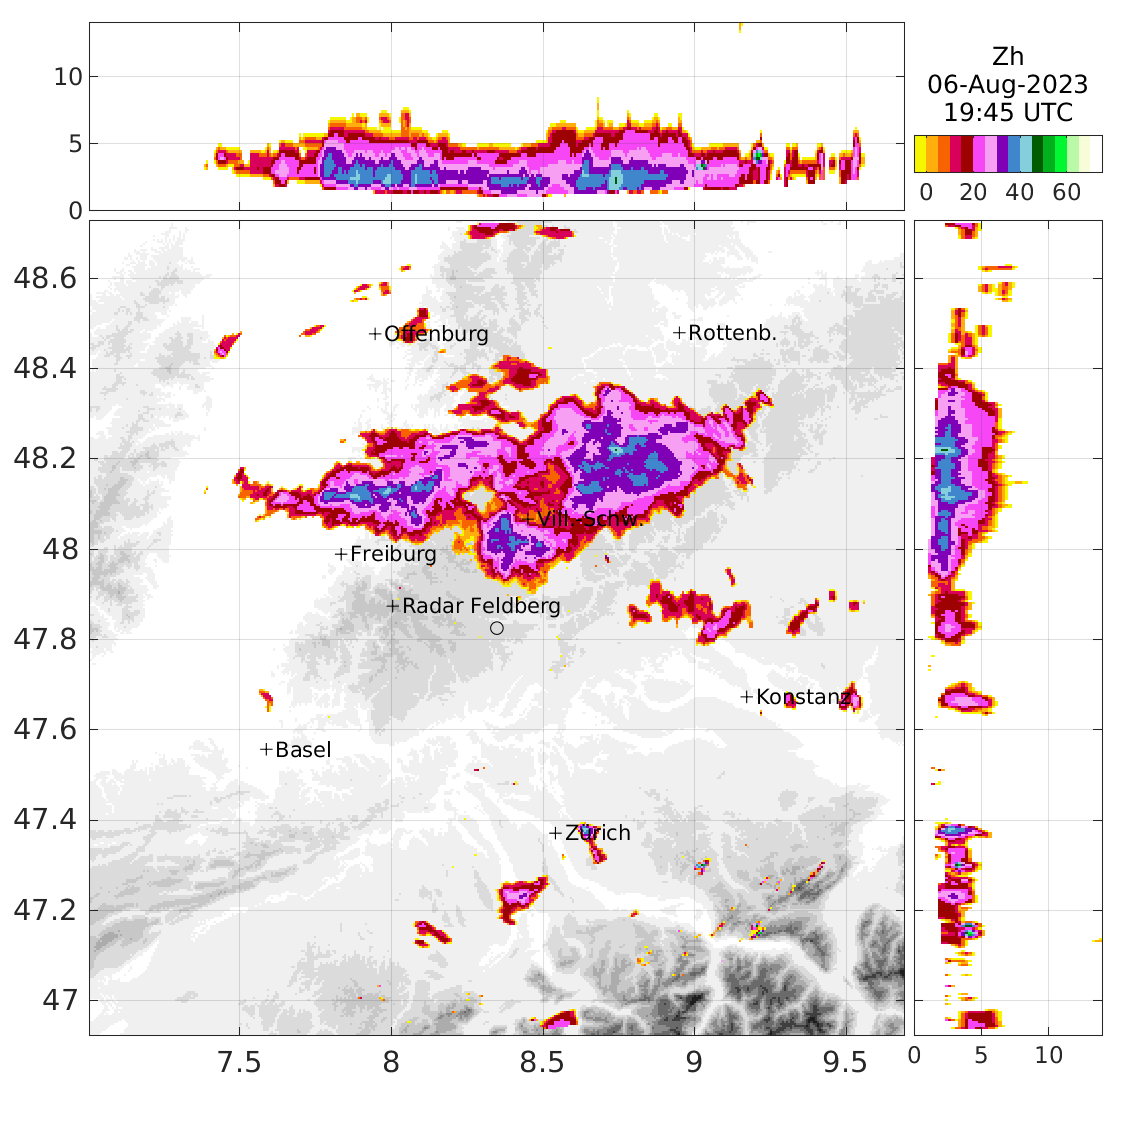 10
5
0
Zh
06-Aug-2023
19:45 UTC
0 20 40 60
48.6
48.4
48.2
48
47.8
47.6
47.4
47.2
47
Offenburg
Rottenb.
Vill.-Schw.
Freiburg
Radar Feldberg
Konstanz
Basel
Zurich
7.5 8 8.5 9 9.5
0 5 10